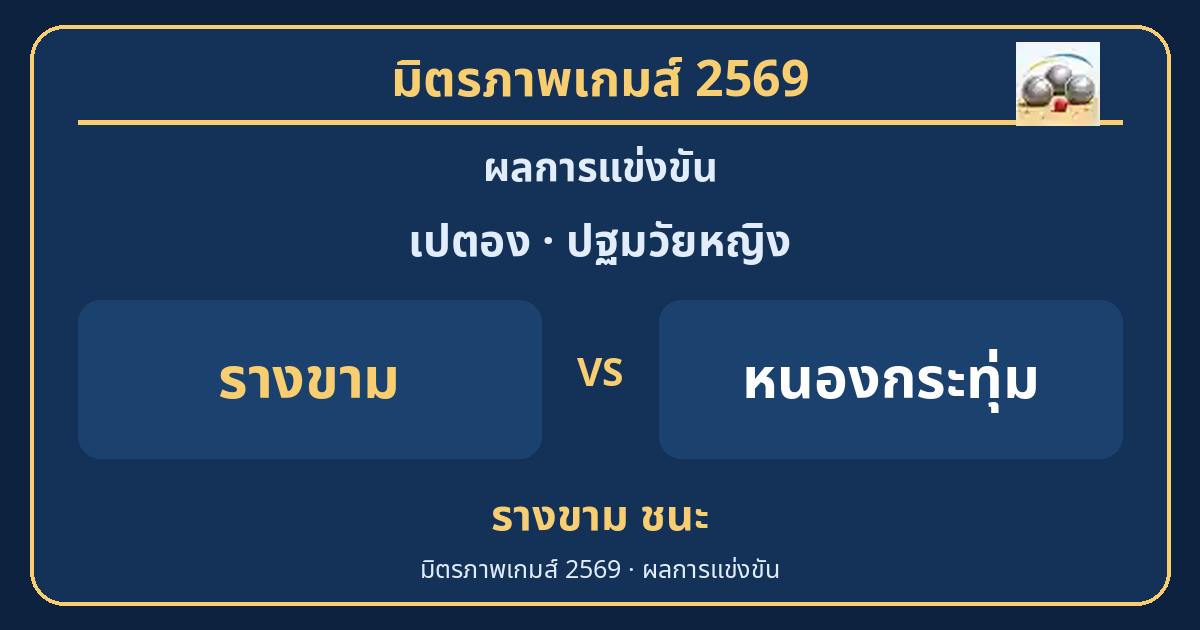 มิตรภาพเกมส์ 2569
ผลการแข่งขัน
เปตอง · ปฐมวัยหญิง
รางขาม
VS
หนองกระทุ่ม
รางขาม ชนะ
มิตรภาพเกมส์ 2569 · ผลการแข่งขัน